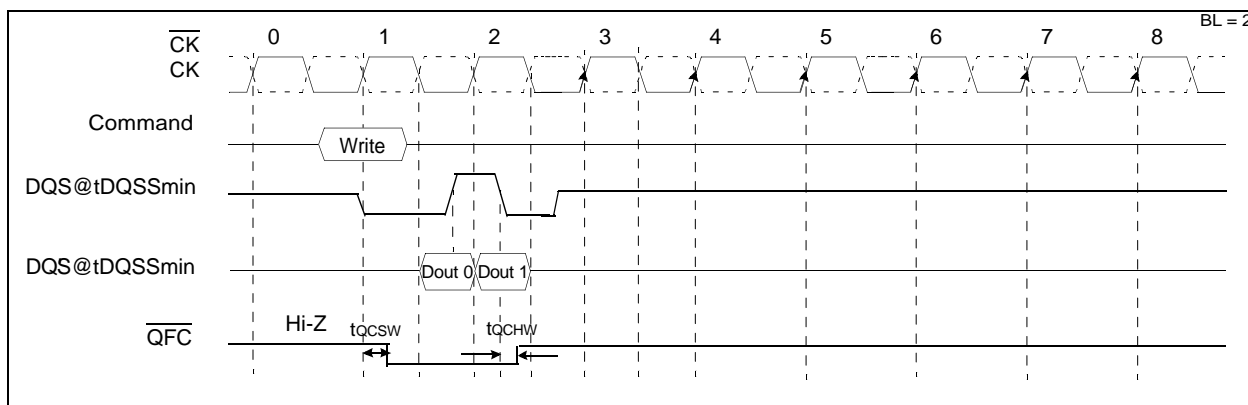 BL = 2
0 1 2 3 4 5 6 7 8
CK
CK
Command
Write
DQS@tDQSSmin
DQS@tDQSSmin
Dout 0 Dout 1
Hi-Z tQCSW tQCHW
QFC